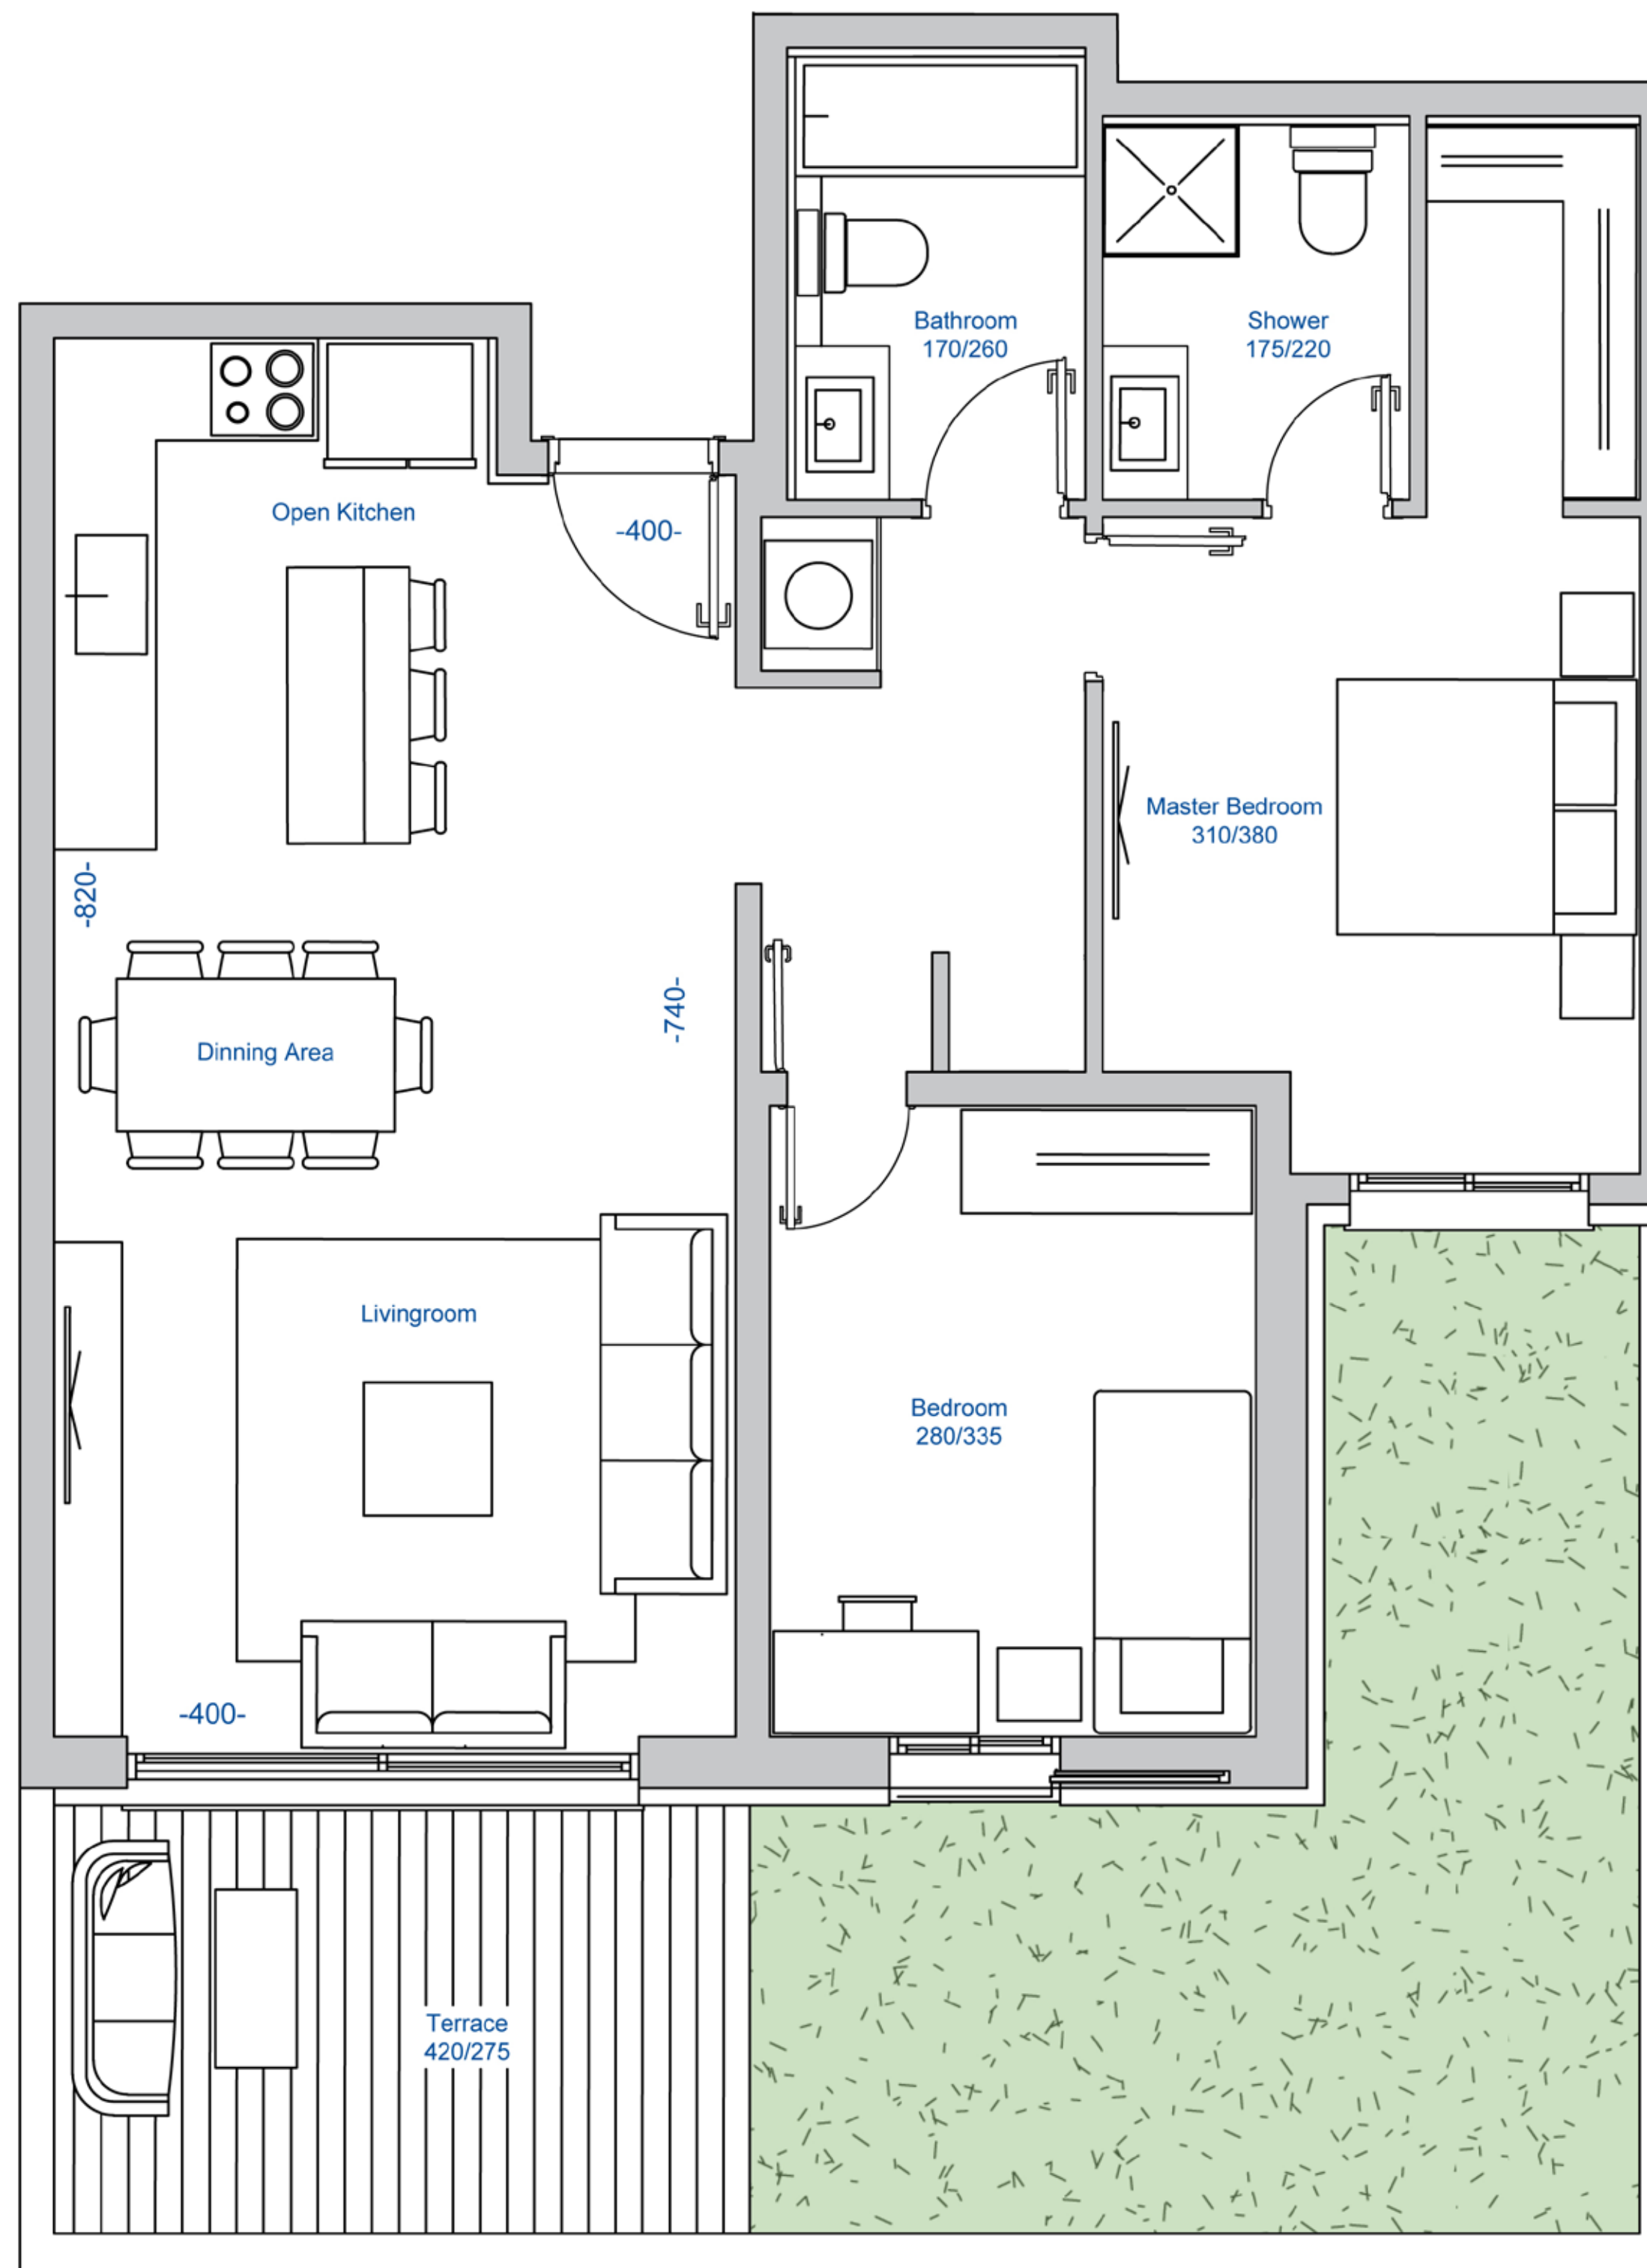 Bathroom
170/260
Shower
175/220
Open Kitchen
-400-
Master Bedroom
310/380
-820-
-740-
Dinning Area
Livingroom
Bedroom
280/335
-400-
Terrace
420/275